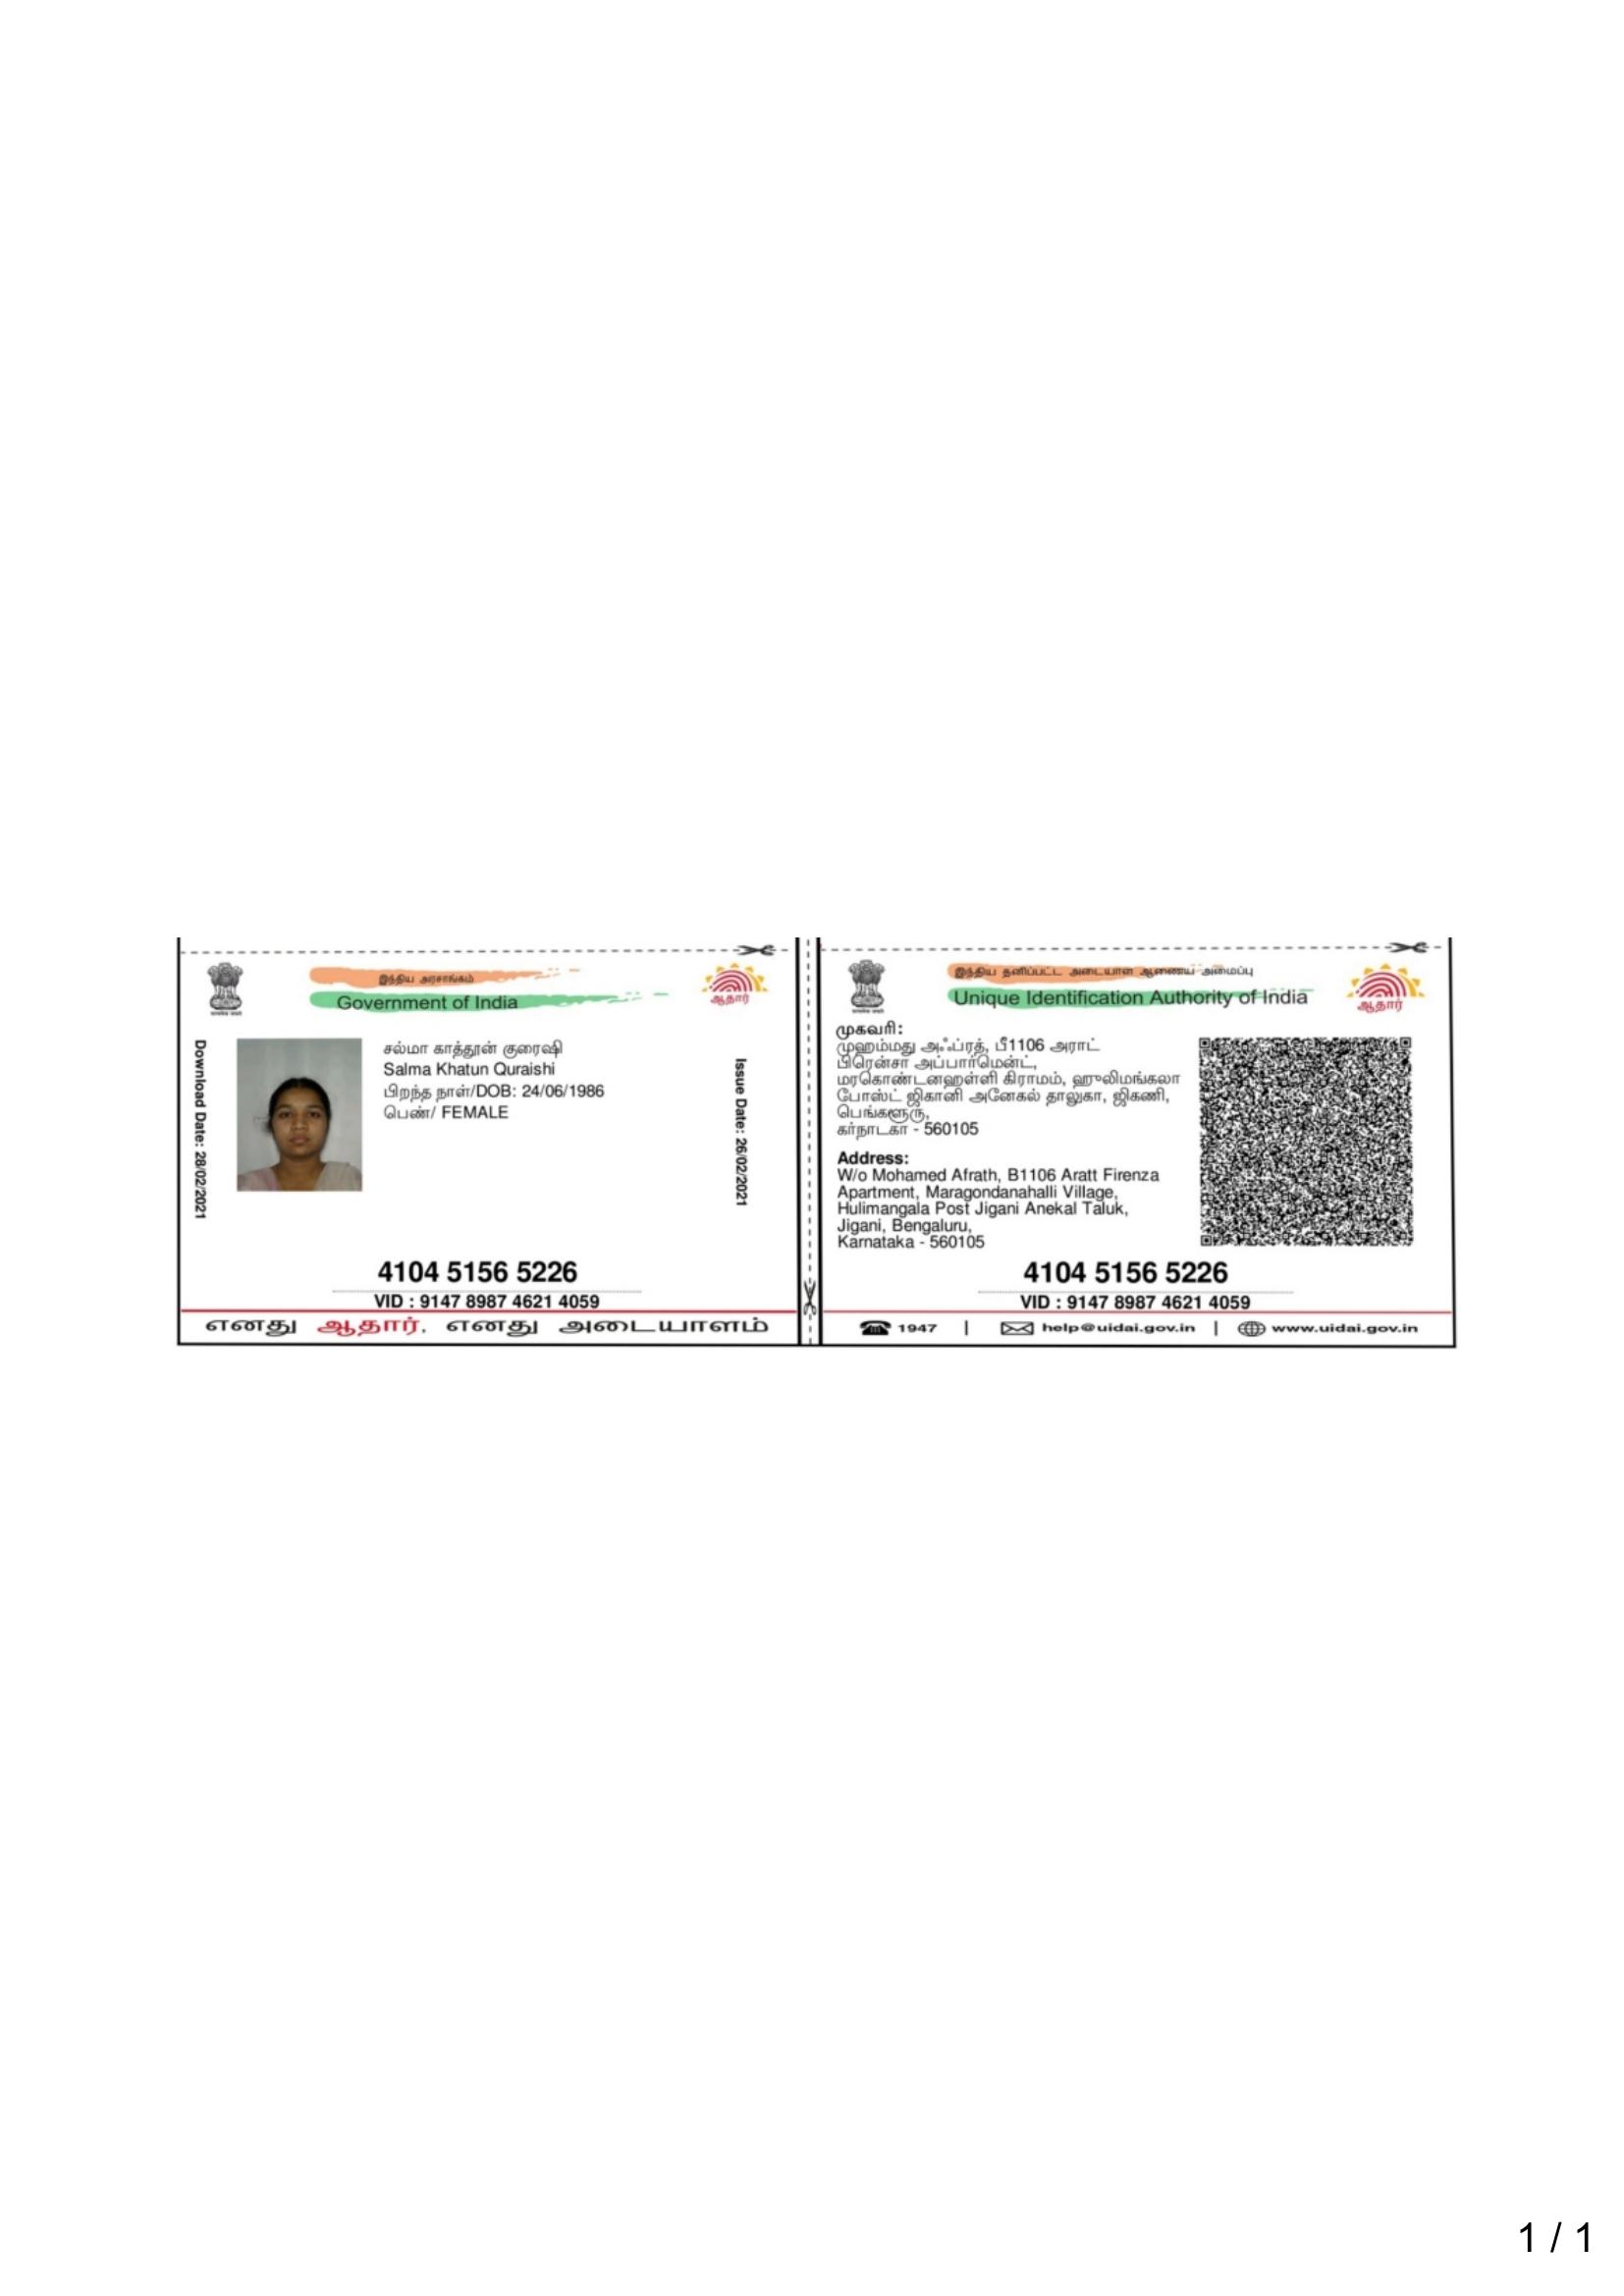 இந்திய அரசாங்கம்
Government of India
ஆதார்
Download Date: 28/02/2021
சல்மா காத்தூன் குரைஷி
Salma Khatun Quraishi
பிறந்த நாள்/DOB: 24/06/1986
பெண்/ FEMALE
Issue Date: 26/02/2021
4104 5156 5226
VID : 9147 8987 4621 4059
எனது ஆதார், எனது அடையாளம்
இந்திய தனிப்பட்ட அடையாள ஆணைய அமைப்பு
Unique Identification Authority of India
ஆதார்
முகவரி:
முஹம்மது அஃப்ரத், பீ1106 அராட்
பிரென்சா அப்பார்மென்ட்,
மரகொண்டனஹள்ளி கிராமம், ஹுலிமங்கலா
போஸ்ட் ஜிகானி அனேகல் தாலுகா, ஜிகணி,
பெங்களூரு,
கர்நாடகா - 560105
Address:
W/o Mohamed Afrath, B1106 Aratt Firenza
Apartment, Maragondanahalli Village,
Hulimangala Post Jigani Anekal Taluk,
Jigani, Bengaluru,
Karnataka - 560105
4104 5156 5226
VID : 9147 8987 4621 4059
1947 | help@uidai.gov.in | www.uidai.gov.in
1 / 1